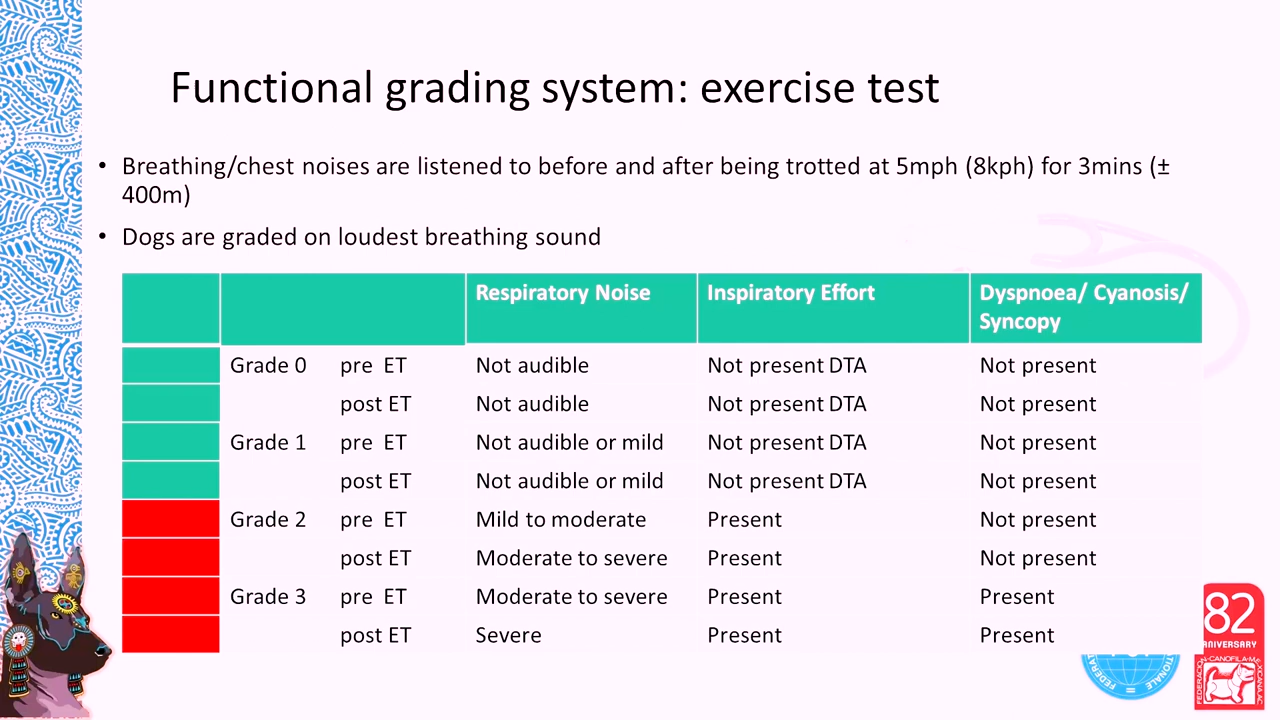 Functional grading system: exercise test
• Breathing/chest noises are listened to before and after being trotted at 5mph (8kph) for 3mins (±
400m)
• Dogs are graded on loudest breathing sound
Respiratory Noise Inspiratory Effort Dyspnoea/ Cyanosis/
Syncopy
Grade 0 pre ET Not audible Not present DTA Not present
post ET Not audible Not present DTA Not present
Grade 1 pre ET Not audible or mild Not present DTA Not present
post ET Not audible or mild Not present DTA Not present
Grade 2 pre ET Mild to moderate Present Not present
post ET Moderate to severe Present Not present
Grade 3 pre ET Moderate to severe Present Present
post ET Severe Present Present
82